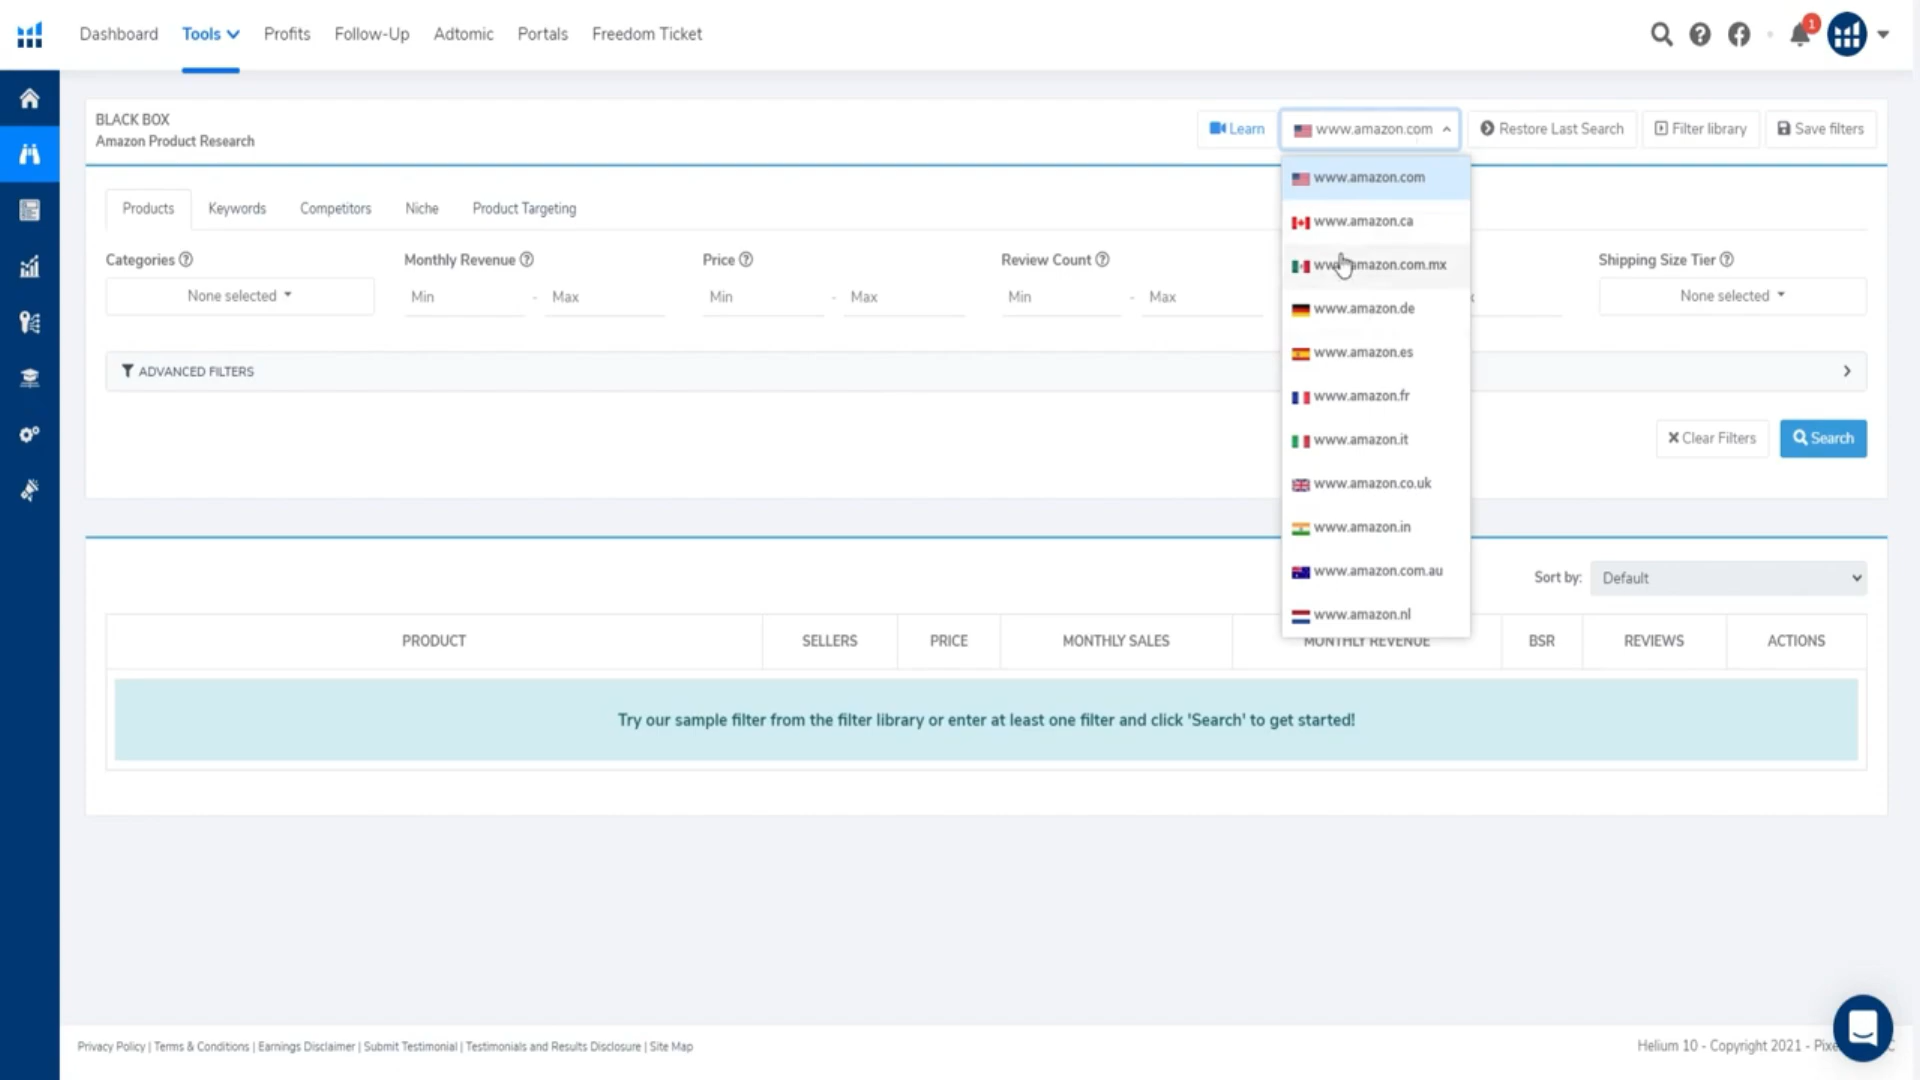 Dashboard Tools Profits Follow-Up Adtomic Portals Freedom Ticket
1
BLACK BOX
Amazon Product Research
Learn www.amazon.com Restore Last Search Filter library Save filters
www.amazon.com
www.amazon.ca
www.amazon.com.mx
www.amazon.de
www.amazon.es
www.amazon.fr
www.amazon.it
www.amazon.co.uk
www.amazon.in
www.amazon.com.au
www.amazon.nl
Products Keywords Competitors Niche Product Targeting
Categories Monthly Revenue Price Review Count Shipping Size Tier
None selected Min - Max Min - Max Min - Max None selected
ADVANCED FILTERS
Clear Filters Search
Sort by: Default
PRODUCT SELLERS PRICE MONTHLY SALES MONTHLY REVENUE BSR REVIEWS ACTIONS
Try our sample filter from the filter library or enter at least one filter and click 'Search' to get started!
Privacy Policy | Terms & Conditions | Earnings Disclaimer | Submit Testimonial | Testimonials and Results Disclosure | Site Map
Helium 10 - Copyright 2021 -